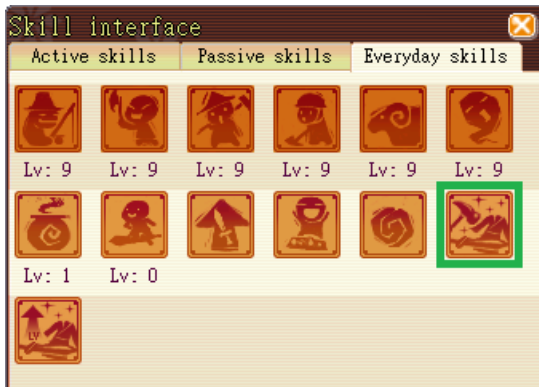 Skill interface
Active skills Passive skills Everyday skills
Lv: 9 Lv: 9 Lv: 9 Lv: 9 Lv: 9 Lv: 9
Lv: 1 Lv: 0
LV